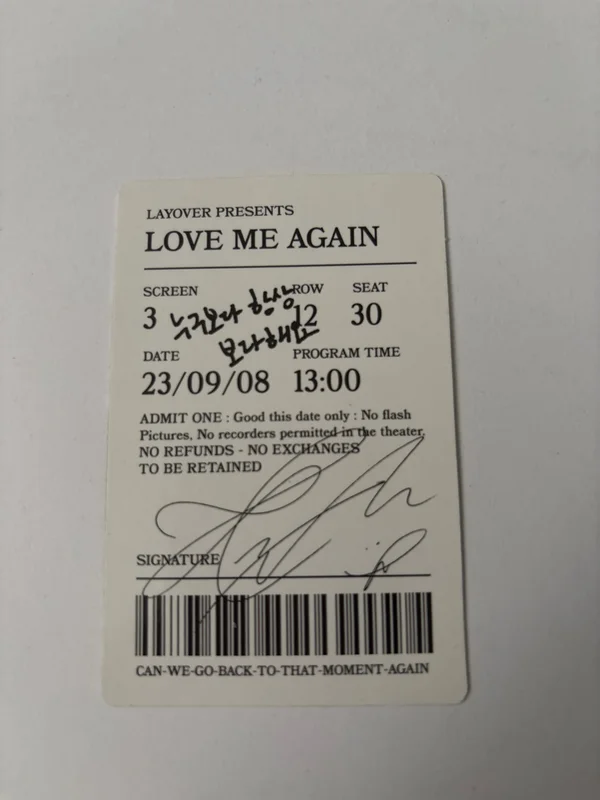 LAYOVER PRESENTS
LOVE ME AGAIN
SCREEN ROW SEAT
3 12 30
누구보다 항상
보라해요
DATE PROGRAM TIME
23/09/08 13:00
ADMIT ONE : Good this date only : No flash
Pictures, No recorders permitted in the theater.
NO REFUNDS - NO EXCHANGES
TO BE RETAINED
SIGNATURE
CAN-WE-GO-BACK-TO-THAT-MOMENT-AGAIN